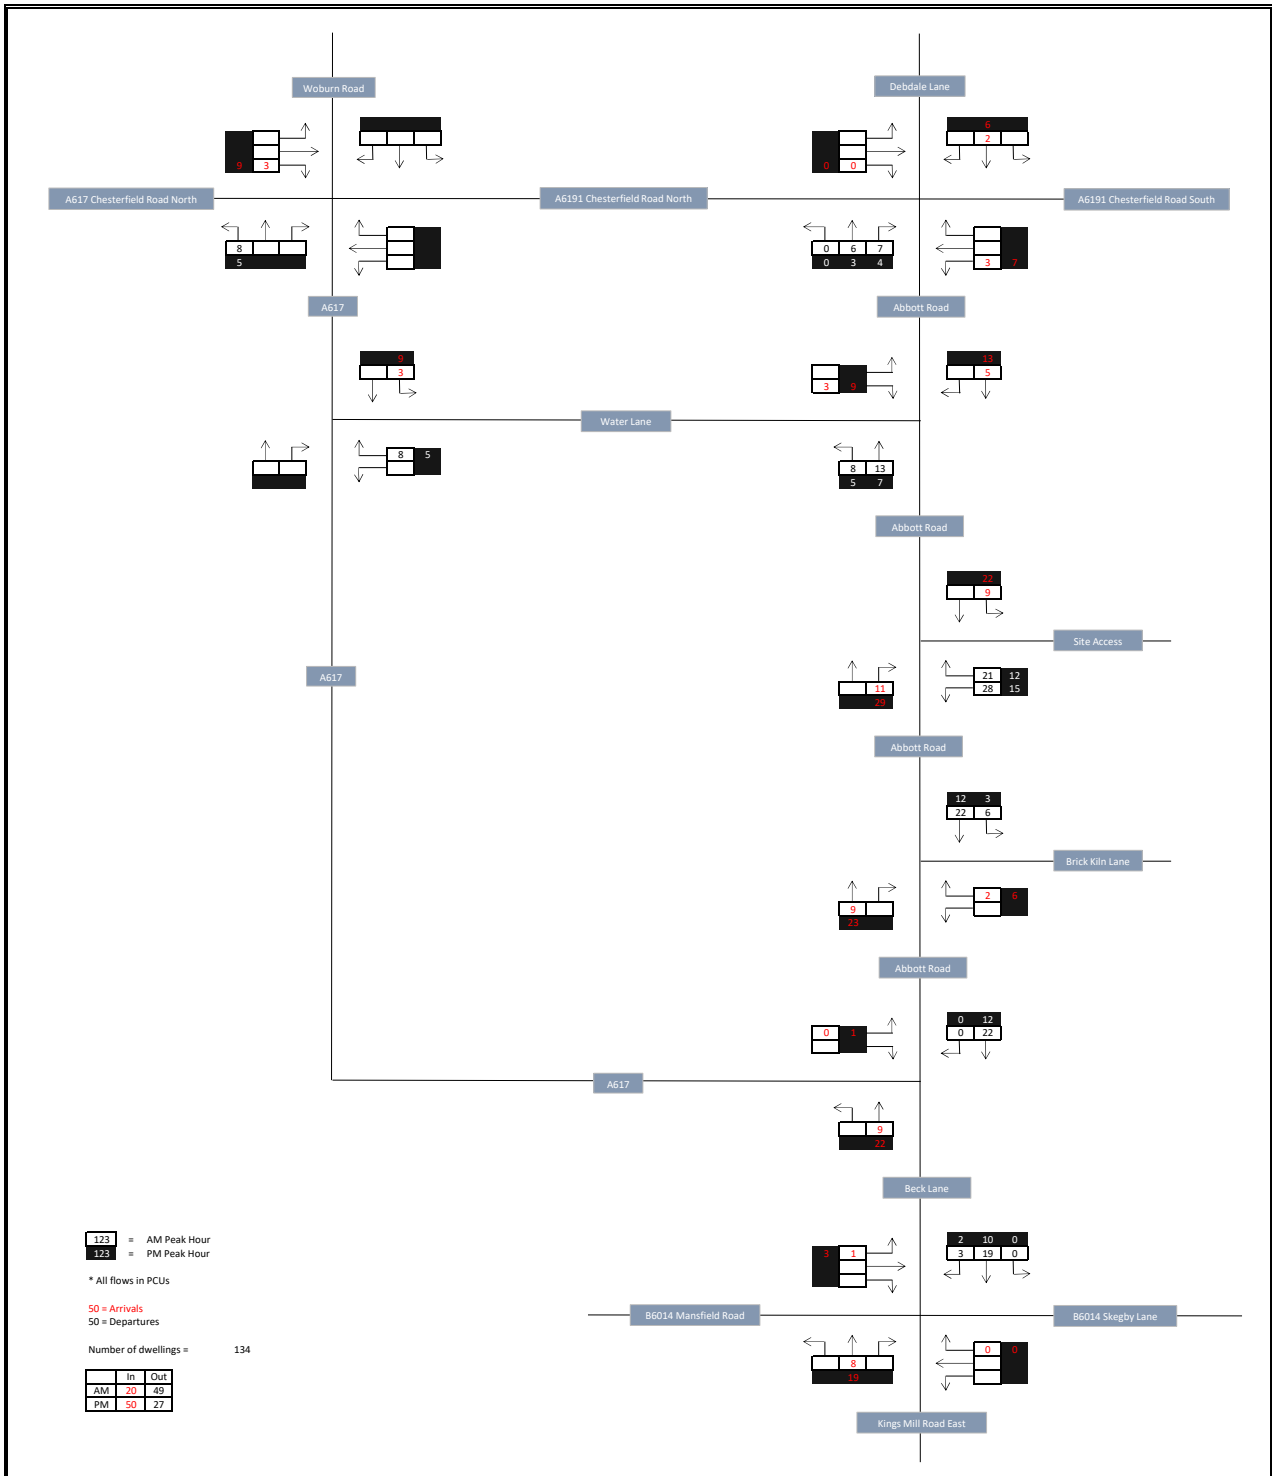 Woburn Road
Debdale Lane
6
2
9 3
0 0
A617 Chesterfield Road North
A6191 Chesterfield Road North
A6191 Chesterfield Road South
8
5
0 6 7
0 3 4
3 7
A617
Abbott Road
9
3
3 9
13
5
Water Lane
8 5
8 13
5 7
Abbott Road
22
9
Site Access
A617
11
29
21 12
28 15
Abbott Road
12 3
22 6
Brick Kiln Lane
9
23
2 6
Abbott Road
0 1
0 12
0 22
A617
9
22
Beck Lane
123 = AM Peak Hour
123 = PM Peak Hour
3 1
2 10 0
3 19 0
* All flows in PCUs
50 = Arrivals
50 = Departures
B6014 Mansfield Road
B6014 Skegby Lane
Number of dwellings = 134
8
19
0 0
In Out
AM 20 49
PM 50 27
Kings Mill Road East